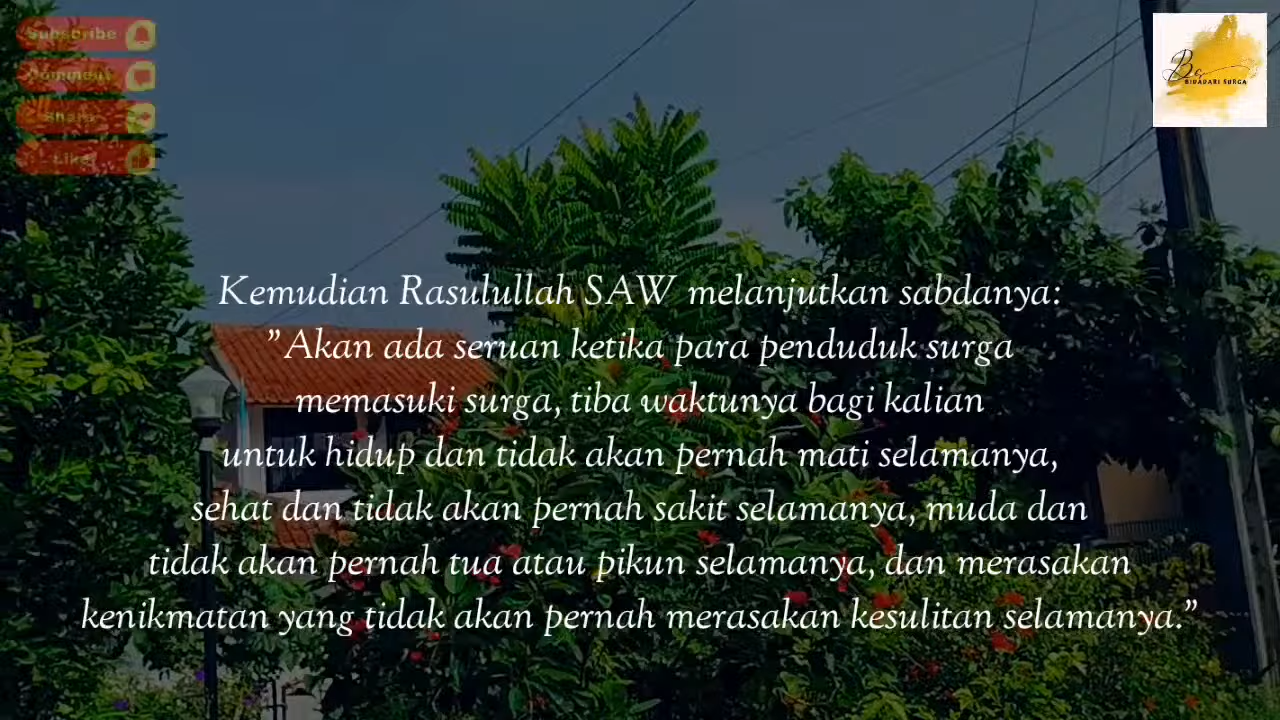 Subscribe
Comment
Share
Like
BIDADARI SURGA
Kemudian Rasulullah SAW melanjutkan sabdanya:
”Akan ada seruan ketika para penduduk surga
memasuki surga, tiba waktunya bagi kalian
untuk hidup dan tidak akan pernah mati selamanya,
sehat dan tidak akan pernah sakit selamanya, muda dan
tidak akan pernah tua atau pikun selamanya, dan merasakan
kenikmatan yang tidak akan pernah merasakan kesulitan selamanya.”